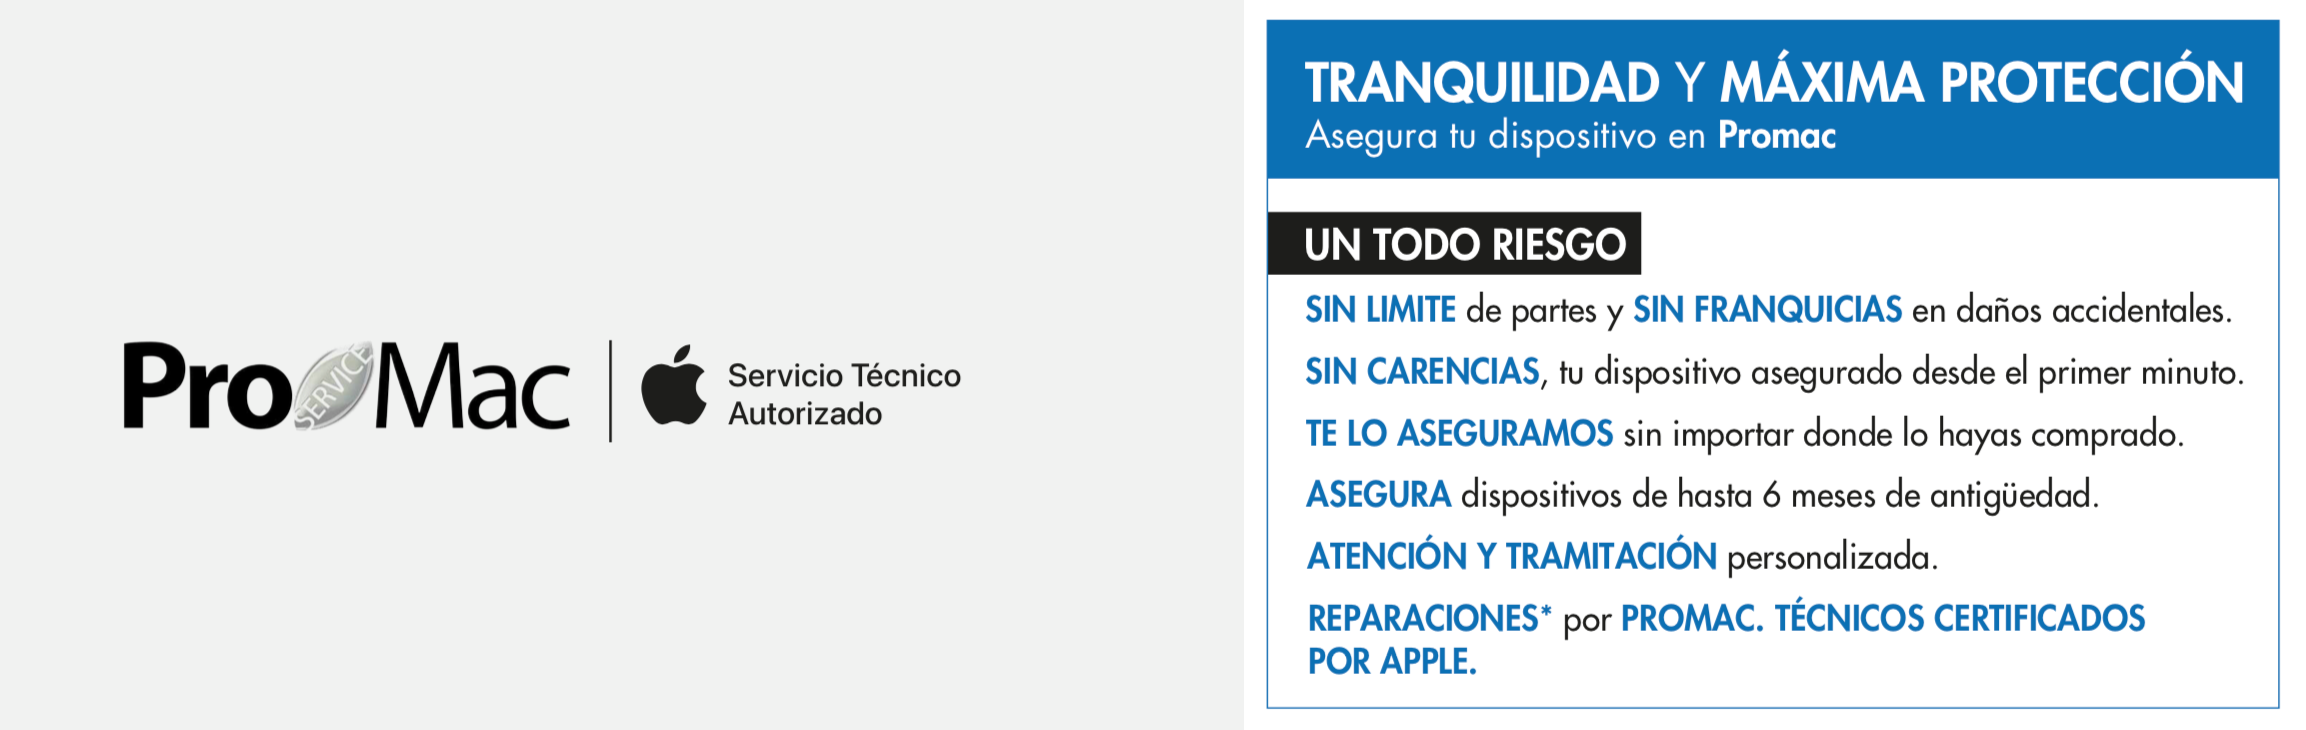 ProMac
SERVICE
Servicio Técnico
Autorizado
TRANQUILIDAD Y MÁXIMA PROTECCIÓN
Asegura tu dispositivo en Promac
UN TODO RIESGO
SIN LIMITE de partes y SIN FRANQUICIAS en daños accidentales.
SIN CARENCIAS, tu dispositivo asegurado desde el primer minuto.
TE LO ASEGURAMOS sin importar donde lo hayas comprado.
ASEGURA dispositivos de hasta 6 meses de antigüedad.
ATENCIÓN Y TRAMITACIÓN personalizada.
REPARACIONES* por PROMAC. TÉCNICOS CERTIFICADOS
POR APPLE.